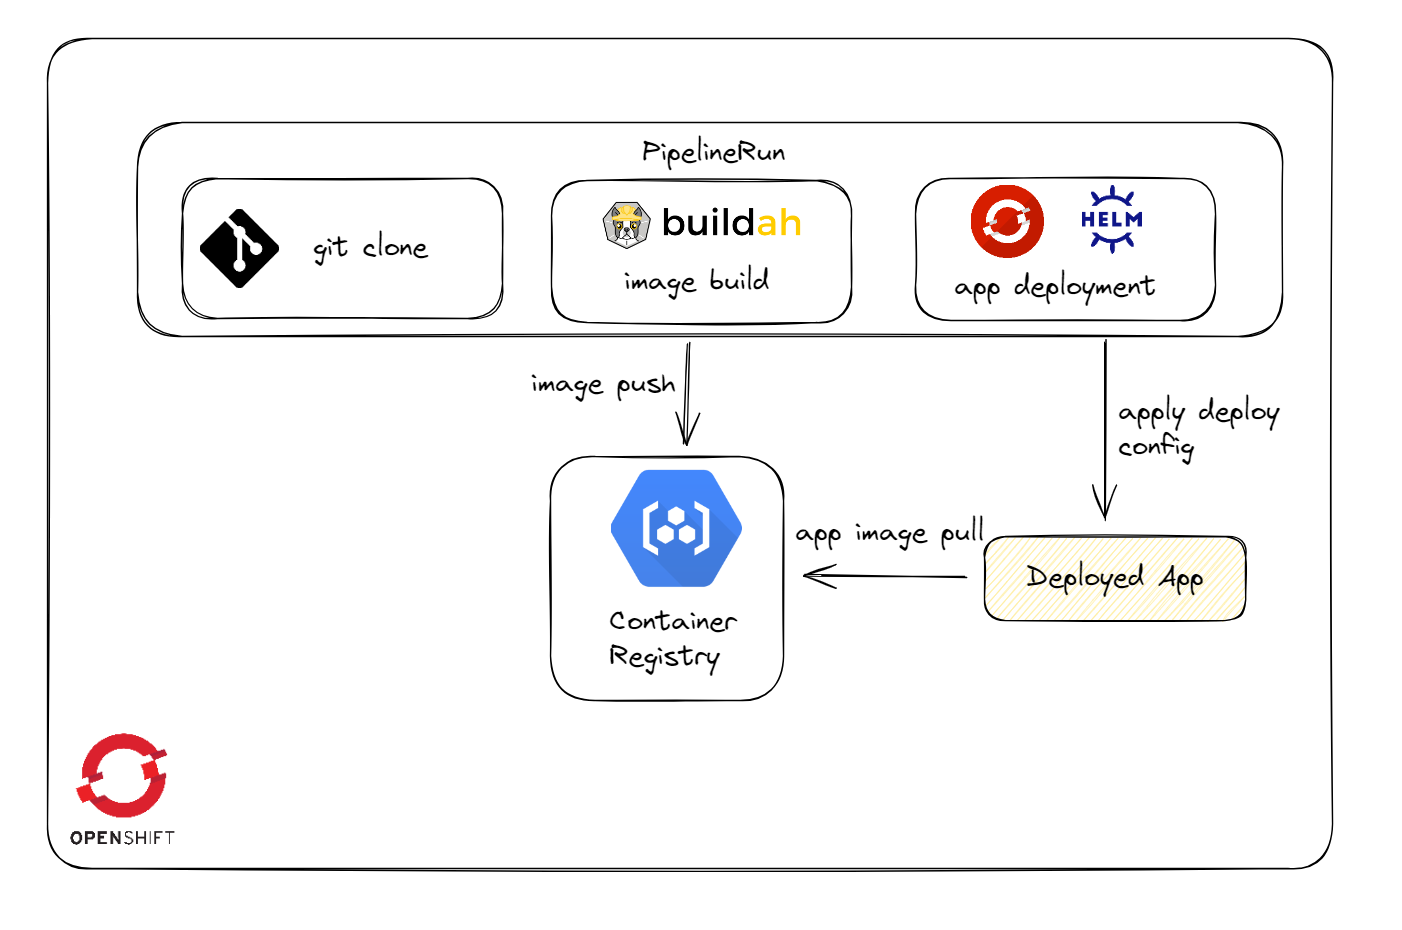 PipelineRun
git clone
buildah
image build
HELM
app deployment
image push
apply deploy
config
app image pull
Deployed App
Container
Registry
OPENSHIFT